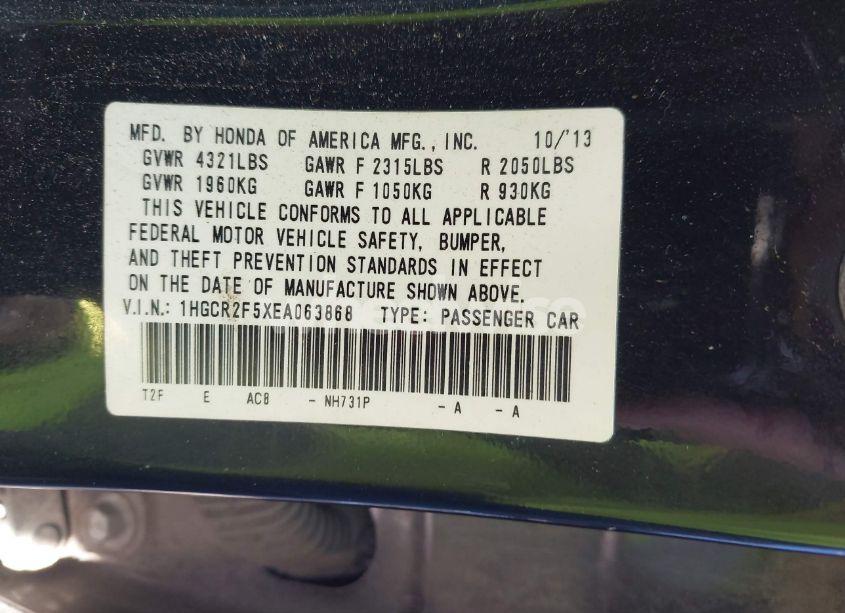 MFD. BY HONDA OF AMERICA MFG., INC. 10/'13
GVWR 4321LBS GAWR F 2315LBS R 2050LBS
GVWR 1960KG GAWR F 1050KG R 930KG
THIS VEHICLE CONFORMS TO ALL APPLICABLE
FEDERAL MOTOR VEHICLE SAFETY, BUMPER,
AND THEFT PREVENTION STANDARDS IN EFFECT
ON THE DATE OF MANUFACTURE SHOWN ABOVE.
V.I.N.: 1HGCR2F5XEA063868 TYPE: PASSENGER CAR
T2F E AC8 - NH731P - A - A